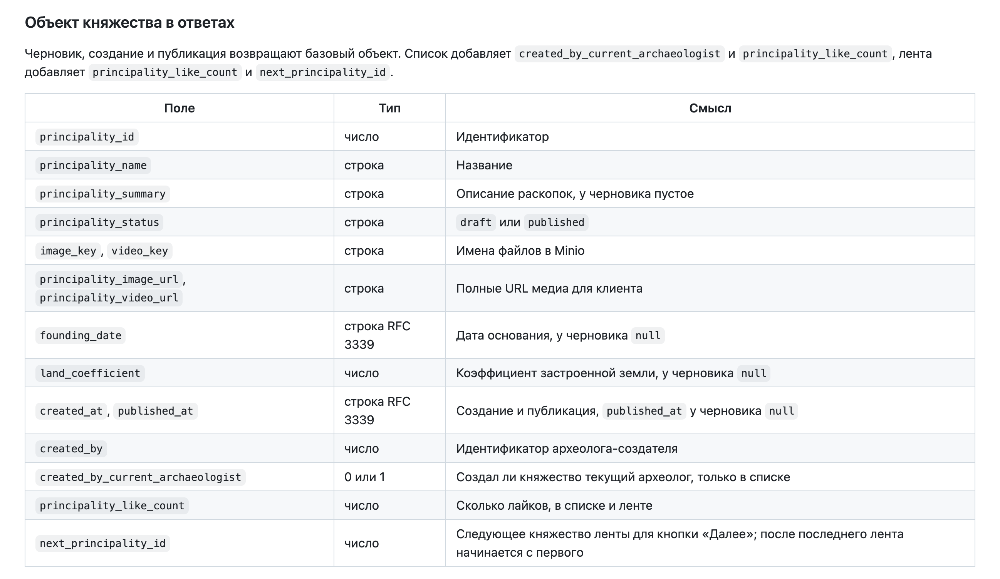 Объект княжества в ответах
Черновик, создание и публикация возвращают базовый объект. Список добавляет created_by_current_archaeologist и principality_like_count, лента
добавляет principality_like_count и next_principality_id.
Поле Тип Смысл
principality_id число Идентификатор
principality_name строка Название
principality_summary строка Описание раскопок, у черновика пустое
principality_status строка draft или published
image_key, video_key строка Имена файлов в Minio
principality_image_url,
principality_video_url строка Полные URL медиа для клиента
founding_date строка RFC
3339 Дата основания, у черновика null
land_coefficient число Коэффициент застроенной земли, у черновика null
created_at, published_at строка RFC
3339 Создание и публикация, published_at у черновика null
created_by число Идентификатор археолога-создателя
created_by_current_archaeologist 0 или 1 Создал ли княжество текущий археолог, только в списке
principality_like_count число Сколько лайков, в списке и ленте
next_principality_id число Следующее княжество ленты для кнопки «Далее»; после последнего лента
начинается с первого